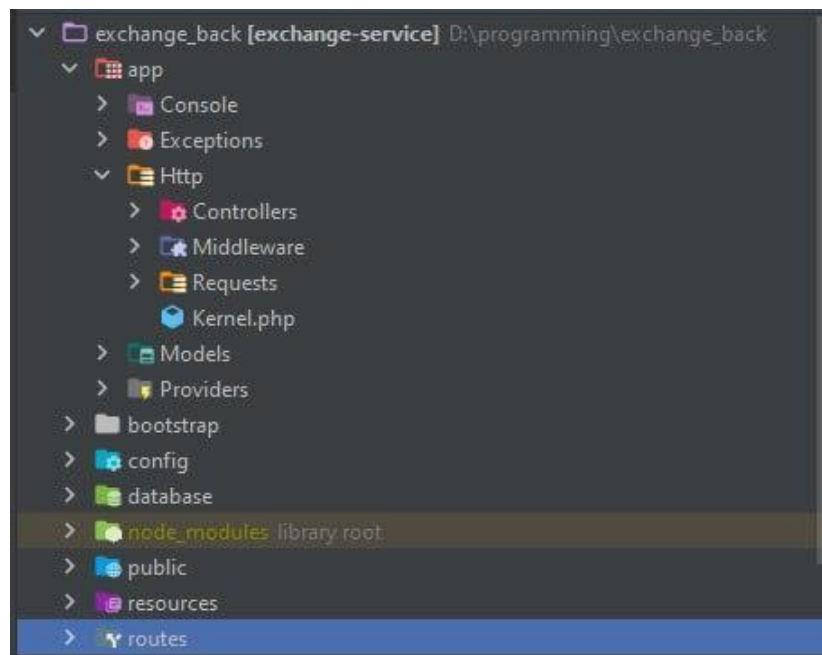 exchange_back [exchange-service] D:\programming\exchange_back
app
Console
Exceptions
Http
Controllers
Middleware
Requests
Kernel.php
Models
Providers
bootstrap
config
database
node_modules library root
public
resources
routes